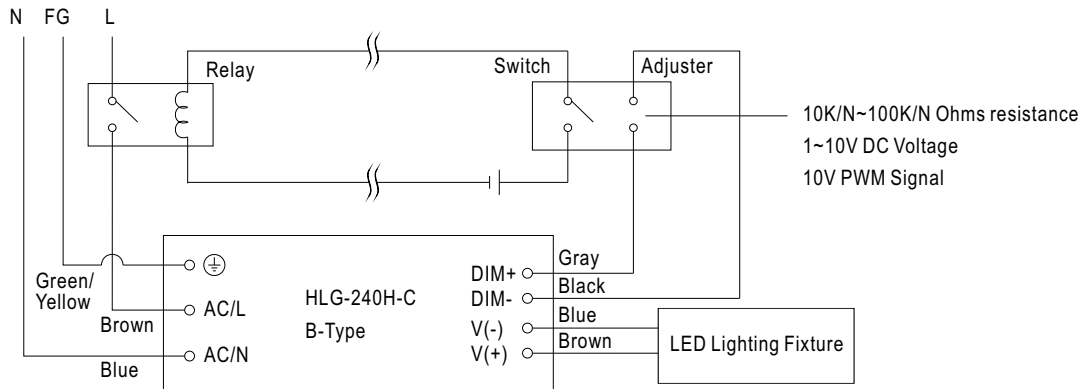 N FG L
Relay
Switch
Adjuster
10K/N~100K/N Ohms resistance
1~10V DC Voltage
10V PWM Signal
Green/
Yellow
Brown
Blue
AC/L
AC/N
HLG-240H-C
B-Type
DIM+
DIM-
V(-)
V(+)
Gray
Black
Blue
Brown
LED Lighting Fixture